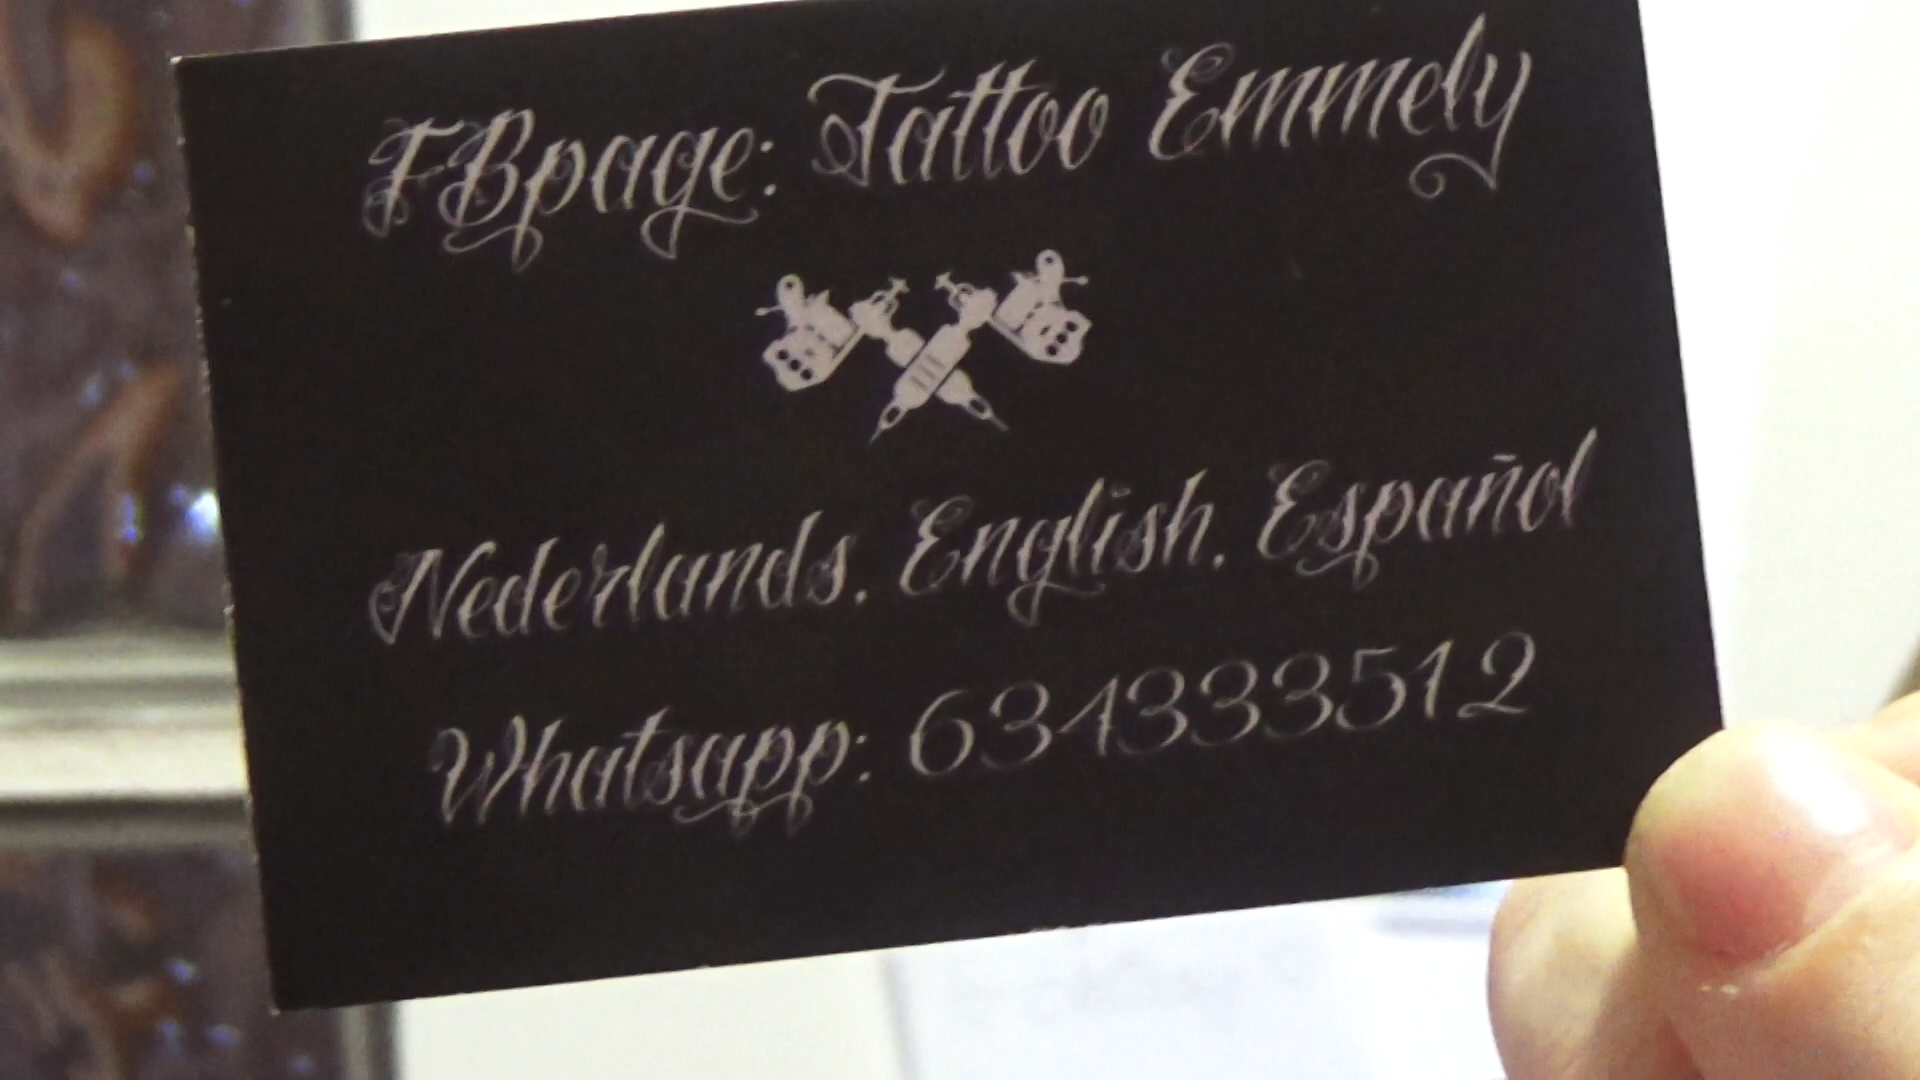 FBpage: Tattoo Emmely
Nederlands. English. Español
Whatsapp: 631333512